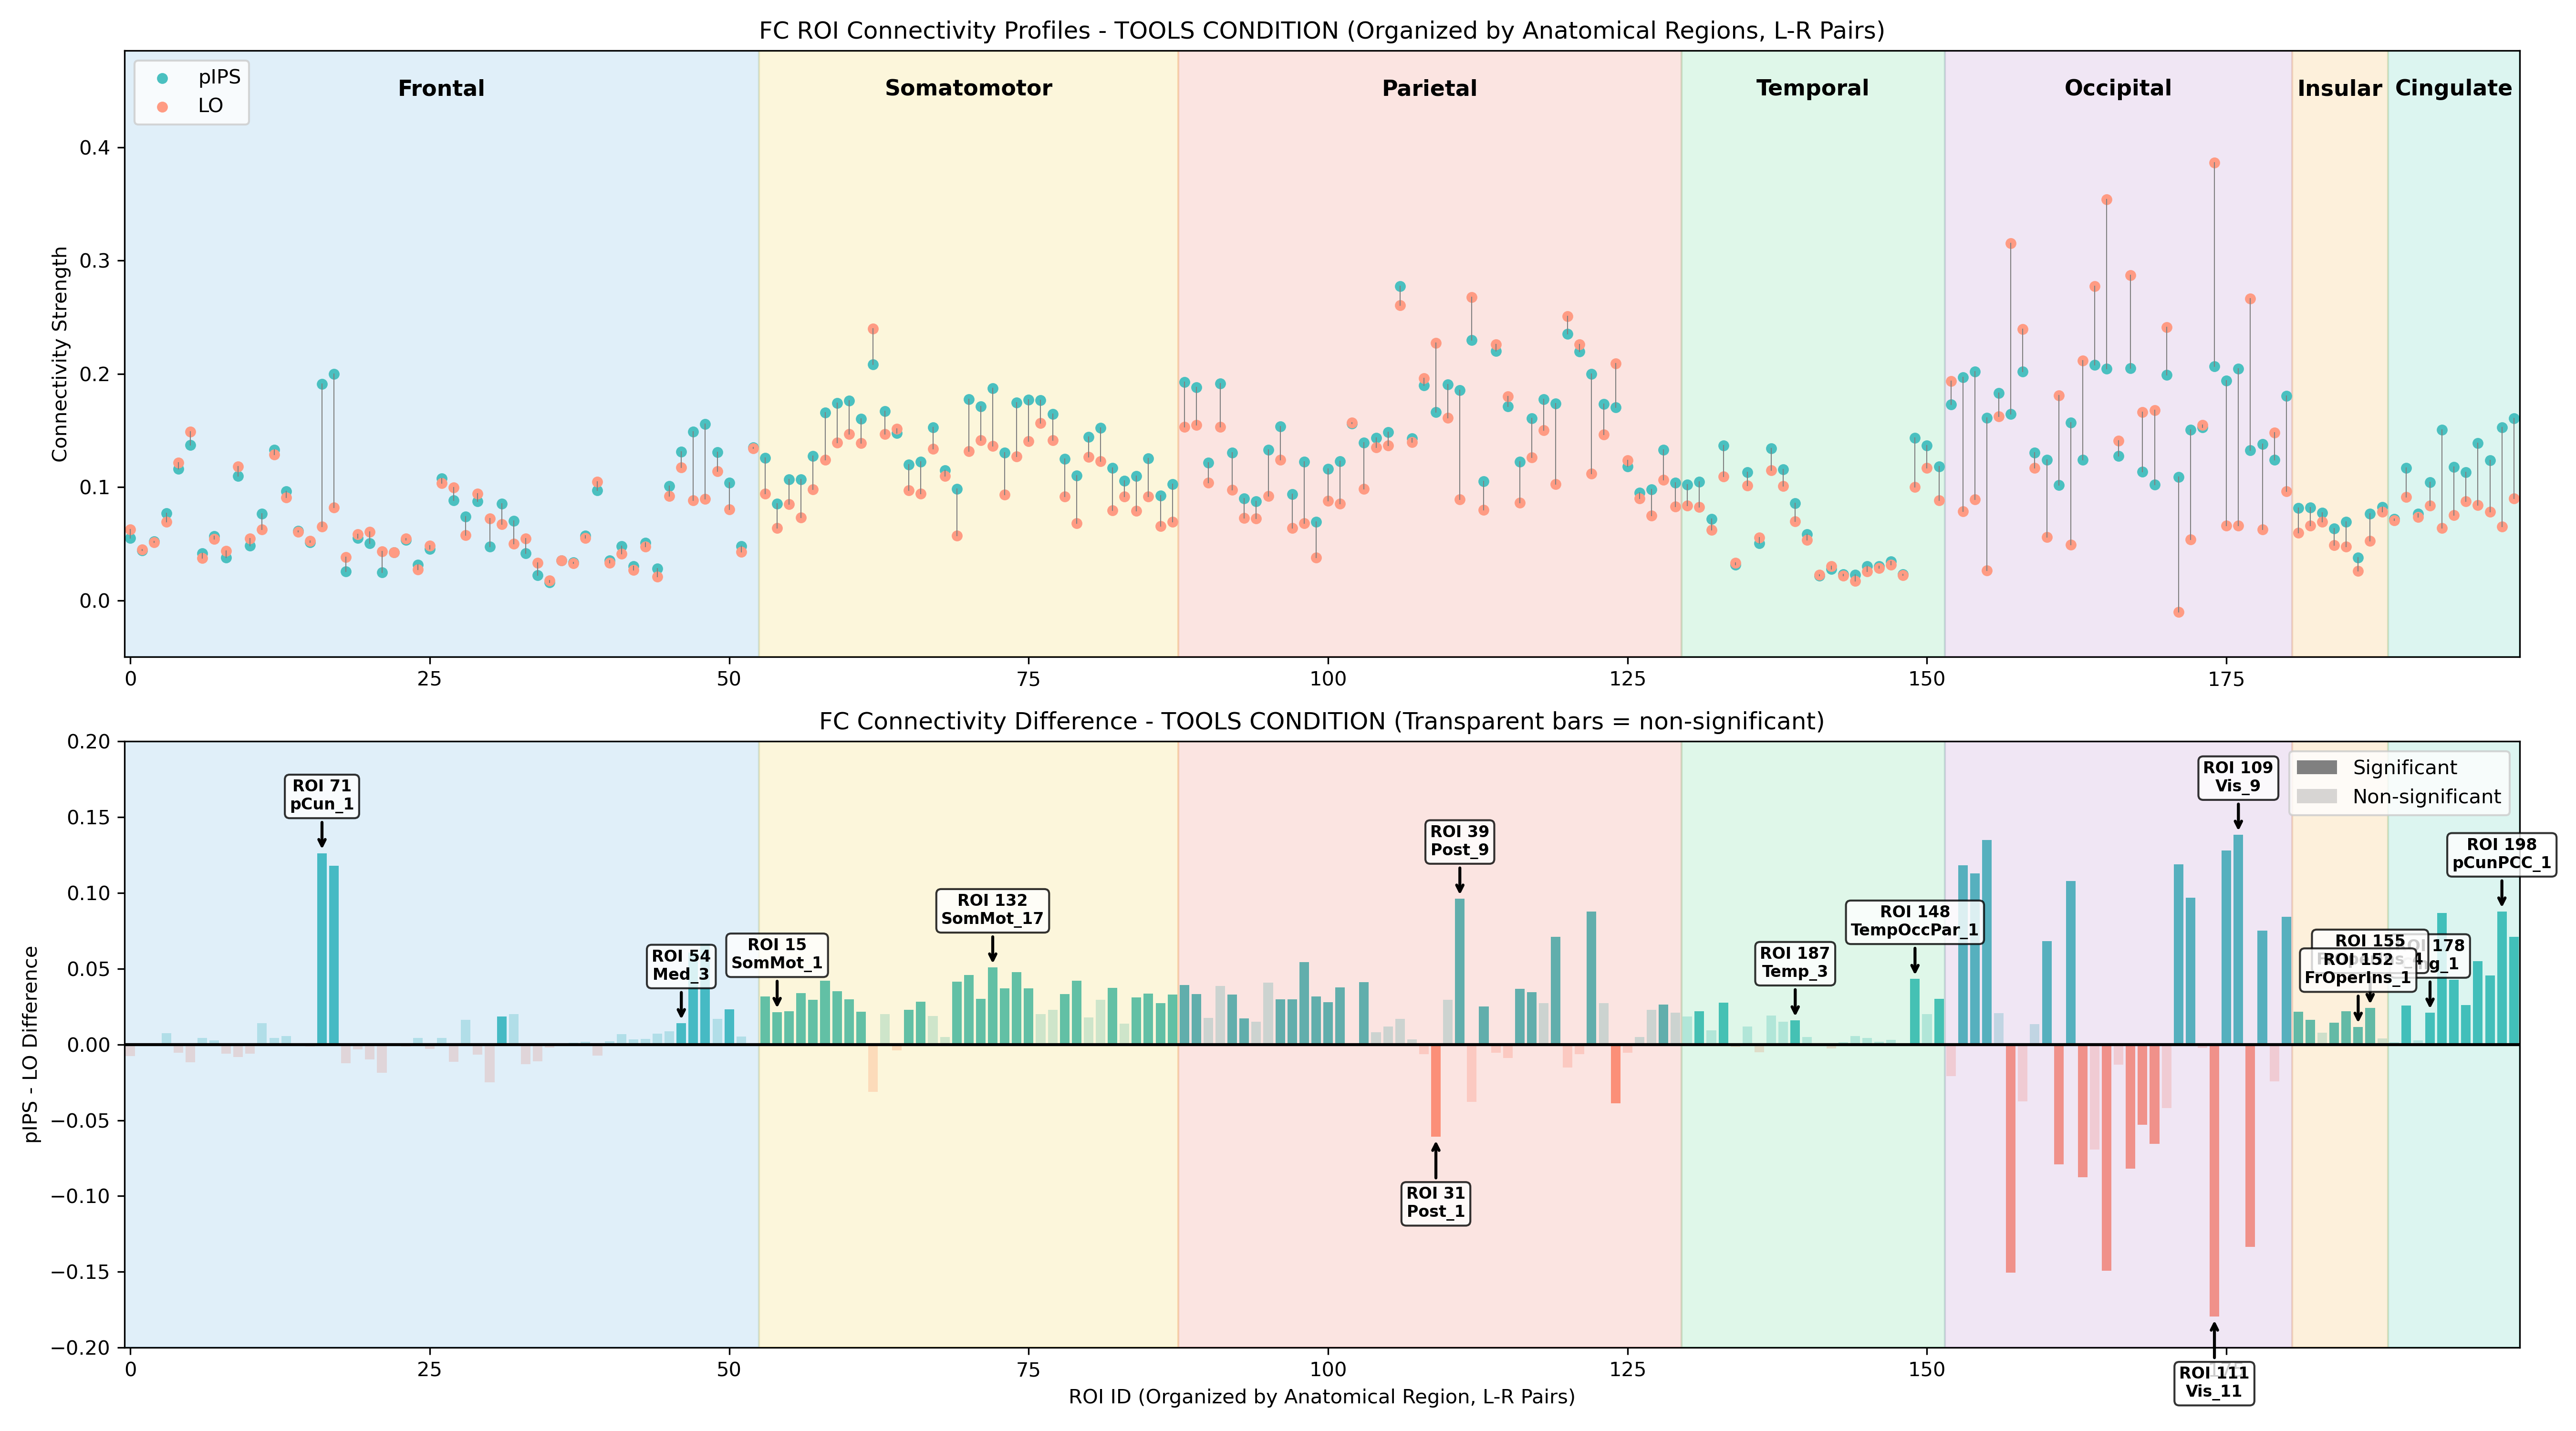 FC ROI Connectivity Profiles - TOOLS CONDITION (Organized by Anatomical Regions, L-R Pairs)
pIPS
LO
Frontal
Somatomotor
Parietal
Temporal
Occipital
Insular
Cingulate
Connectivity Strength
0.4
0.3
0.2
0.1
0.0
0
25
50
75
100
125
150
175
FC Connectivity Difference - TOOLS CONDITION (Transparent bars = non-significant)
pIPS - LO Difference
0.20
0.15
0.10
0.05
0.00
−0.05
−0.10
−0.15
−0.20
Significant
Non-significant
ROI 71
pCun_1
ROI 54
Med_3
ROI 15
SomMot_1
ROI 132
SomMot_17
ROI 39
Post_9
ROI 31
Post_1
ROI 187
Temp_3
ROI 148
TempOccPar_1
ROI 109
Vis_9
ROI 111
Vis_11
ROI 155
ROI 152
FrOperIns_1
178
ROI 198
pCunPCC_1
0
25
50
75
100
125
150
ROI ID (Organized by Anatomical Region, L-R Pairs)